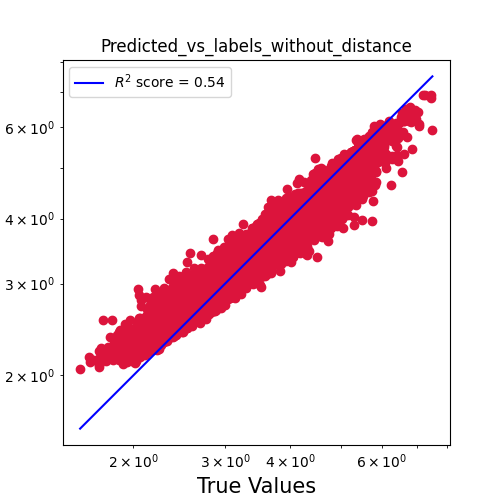 Predicted_vs_labels_without_distance
R² score = 0.54
6 × 10⁰
4 × 10⁰
3 × 10⁰
2 × 10⁰
2 × 10⁰ 3 × 10⁰ 4 × 10⁰ 6 × 10⁰
True Values